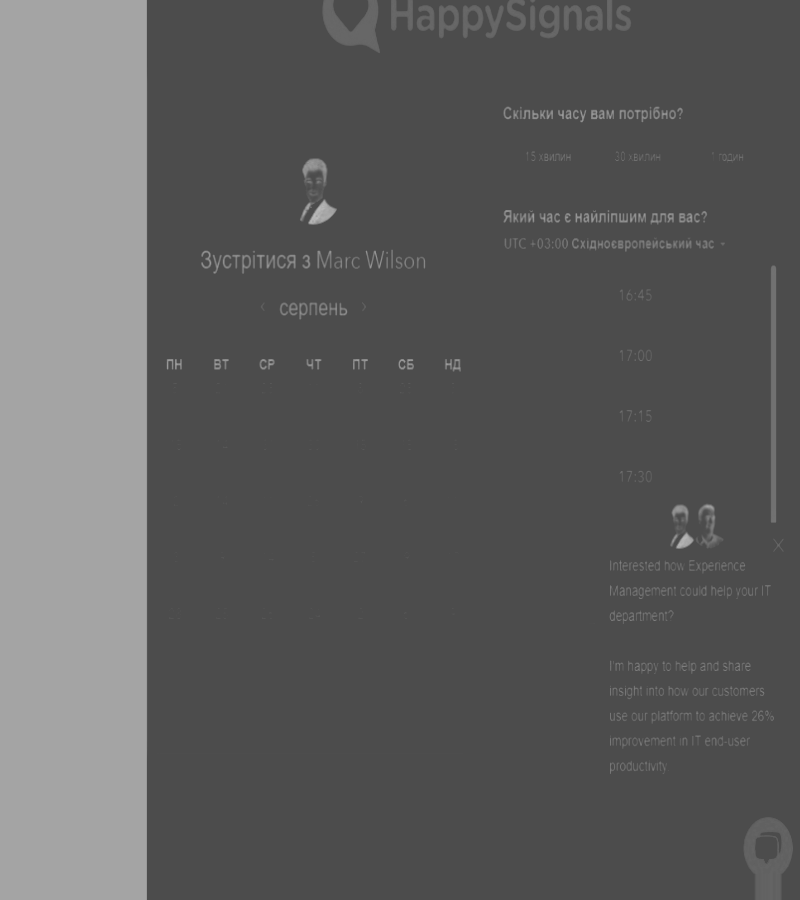 HappySignals
Зустрітися з Marc Wilson
серпень
ПН ВТ СР ЧТ ПТ СБ НД
Скільки часу вам потрібно?
15 хвилин 30 хвилин 1 годин
Який час є найліпшим для вас?
UTC +03:00 Східноєвропейський час
16:45
17:00
17:15
17:30
Interested how Experience
Management could help your IT
department?
I'm happy to help and share
insight into how our customers
use our platform to achieve 26%
improvement in IT end-user
productivity